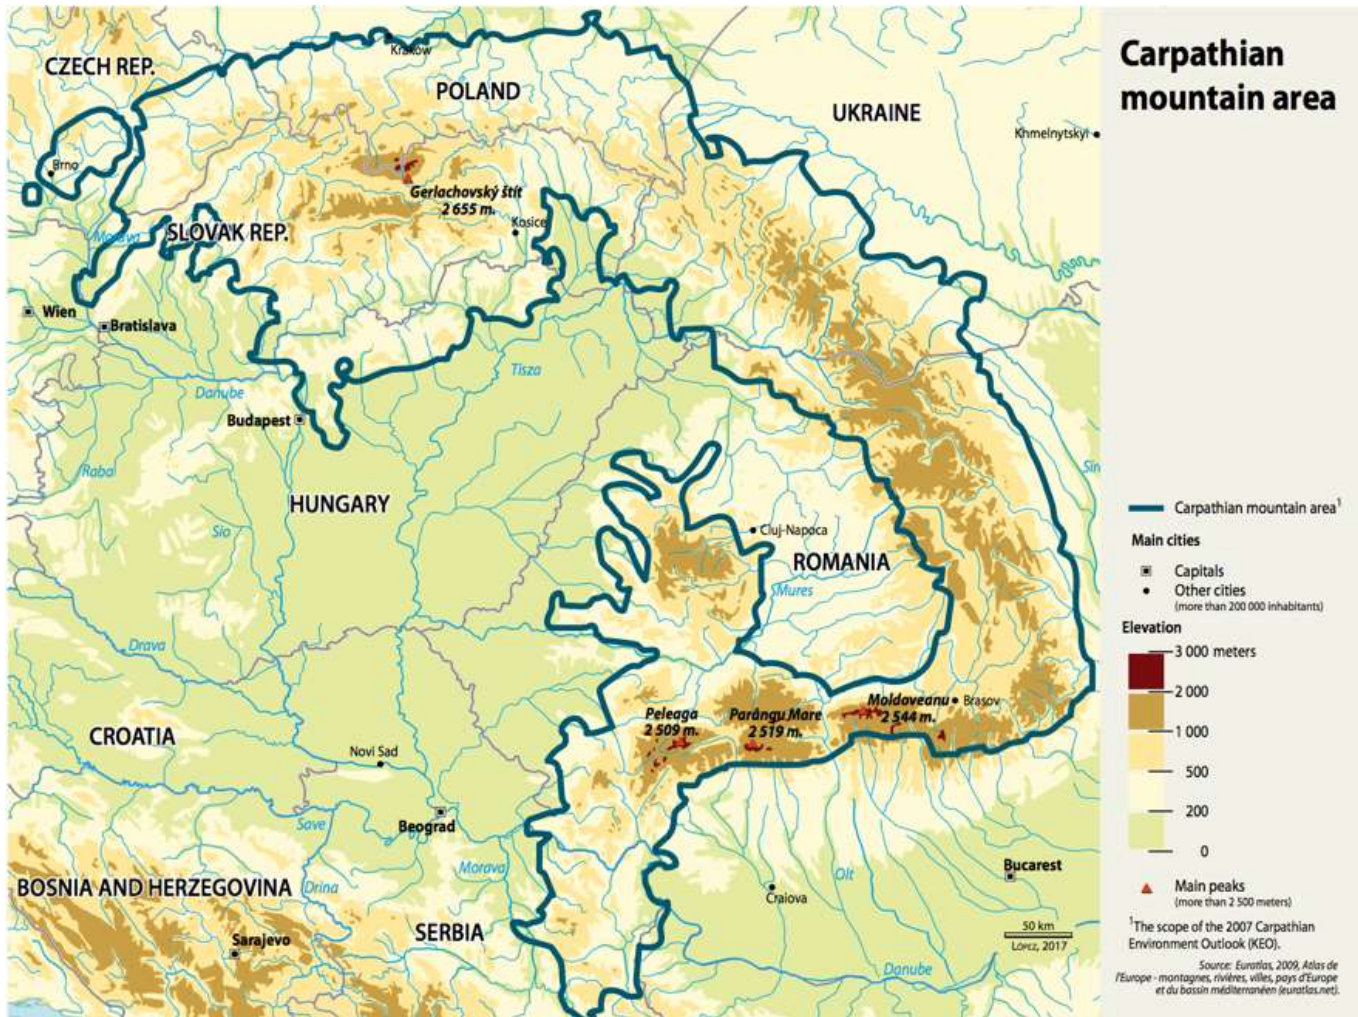 Carpathian
mountain area
CZECH REP.
Kraków
POLAND
UKRAINE
Khmelnytskyi
Brno
Gerlachovský štít
2 655 m.
Morava
SLOVAK REP.
Kosice
Wien
Bratislava
Danube
Tisza
Budapest
Raba
HUNGARY
Sio
Cluj-Napoca
ROMANIA
Mures
Drava
Peleaga
2 509 m.
Parângu Mare
2 519 m.
Moldoveanu
2 544 m.
Brasov
CROATIA
Novi Sad
Save
Beograd
Morava
BOSNIA AND HERZEGOVINA
Drina
Sarajevo
SERBIA
Craiova
Olt
Bucarest
Danube
50 km
López, 2017
Carpathian mountain area1
Main cities
Capitals
Other cities
(more than 200 000 inhabitants)
Elevation
3 000 meters
2 000
1 000
500
200
0
Main peaks
(more than 2 500 meters)
1The scope of the 2007 Carpathian
Environment Outlook (KEO).
Source: Euratlas, 2009, Atlas de
l'Europe - montagnes, rivières, villes, pays d'Europe
et du bassin méditerranéen (euratlas.net).